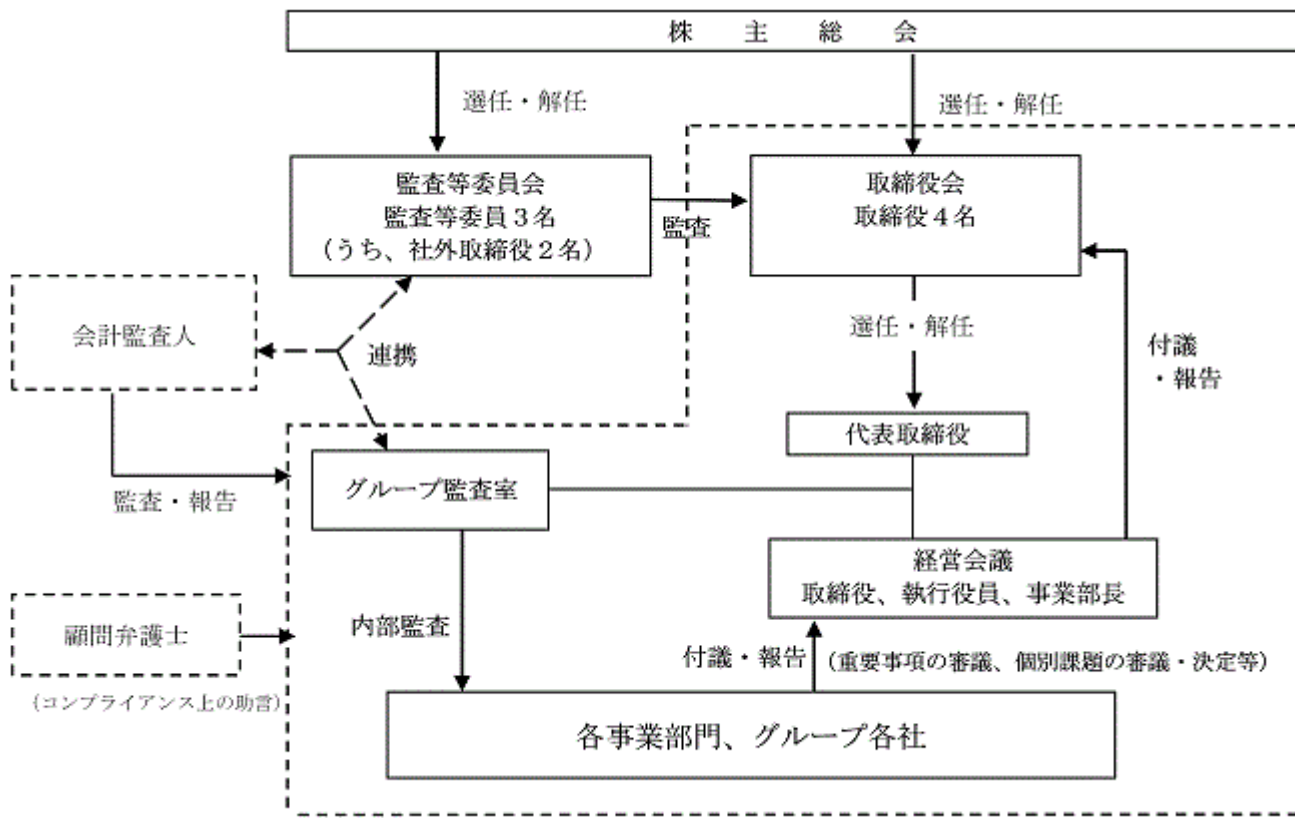 株主総会
選任・解任
選任・解任
監査等委員会
監査等委員３名
（うち、社外取締役２名）
監査
取締役会
取締役４名
会計監査人
連携
選任・解任
付議
・報告
代表取締役
グループ監査室
監査・報告
経営会議
取締役、執行役員、事業部長
顧問弁護士
（コンプライアンス上の助言）
内部監査
付議・報告
（重要事項の審議、個別課題の審議・決定等）
各事業部門、グループ各社